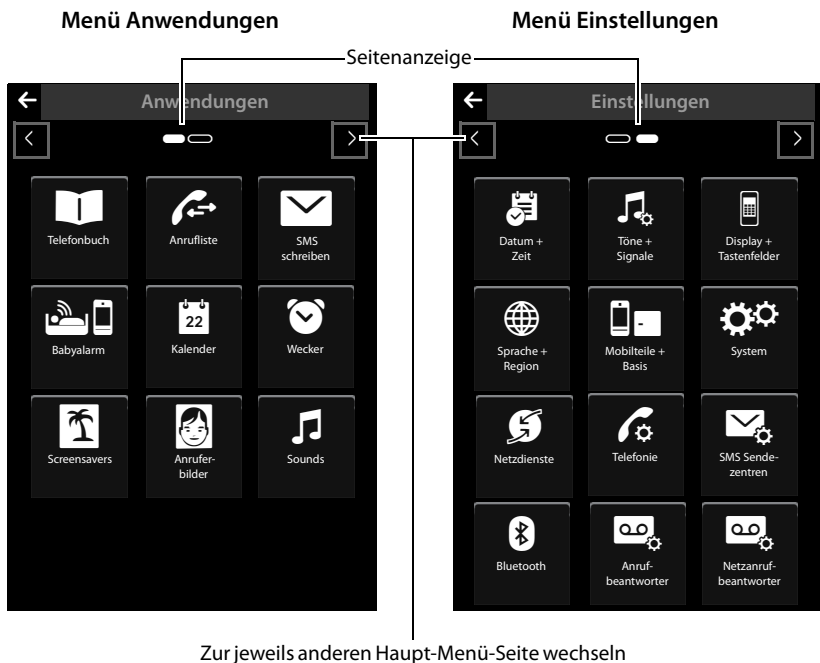 Menü Anwendungen
Menü Einstellungen
Seitenanzeige
Anwendungen
Telefonbuch
Anrufliste
SMS
schreiben
Babyalarm
22
Kalender
Wecker
Screensavers
Anrufer-
bilder
Sounds
Einstellungen
Datum +
Zeit
Töne +
Signale
Display +
Tastenfelder
Sprache +
Region
Mobilteile +
Basis
System
Netzdienste
Telefonie
SMS Sende-
zentren
Bluetooth
Anruf-
beantworter
Netzanruf-
beantworter
Zur jeweils anderen Haupt-Menü-Seite wechseln